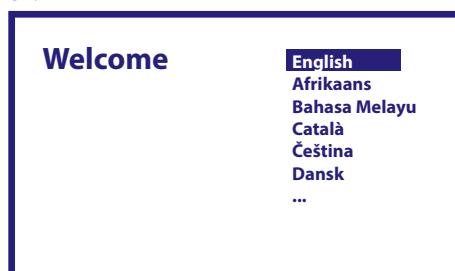 Welcome
English
Afrikaans
Bahasa Melayu
Català
Čeština
Dansk
...